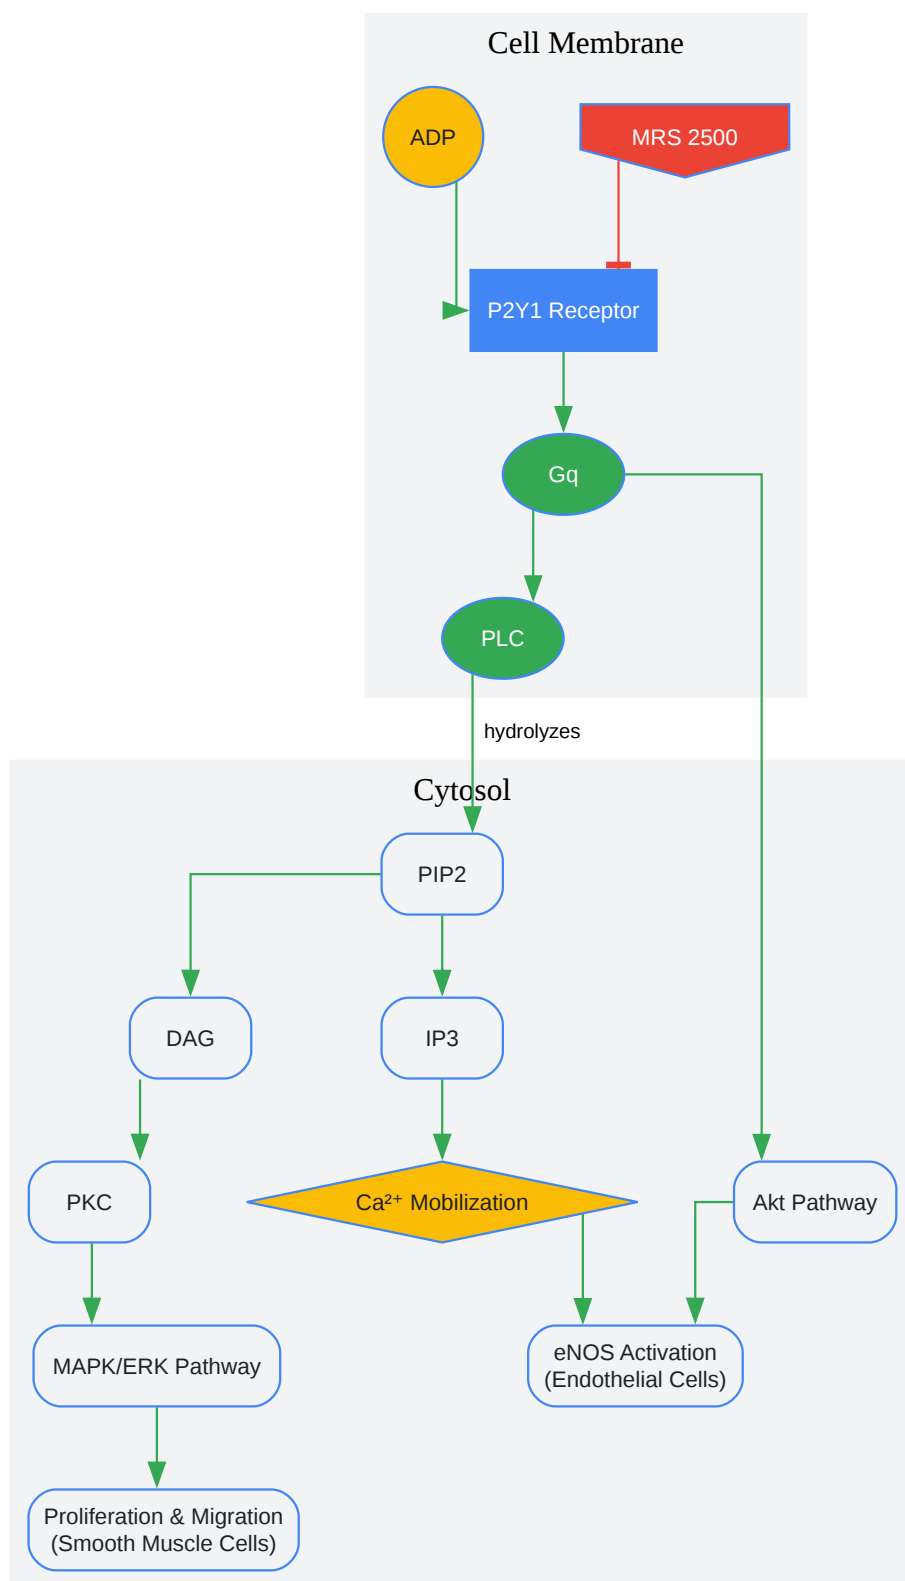 Cell Membrane
ADP
MRS 2500
P2Y1 Receptor
Gq
PLC
hydrolyzes
Cytosol
PIP2
DAG
IP3
PKC
Ca²⁺ Mobilization
Akt Pathway
MAPK/ERK Pathway
eNOS Activation
(Endothelial Cells)
Proliferation & Migration
(Smooth Muscle Cells)